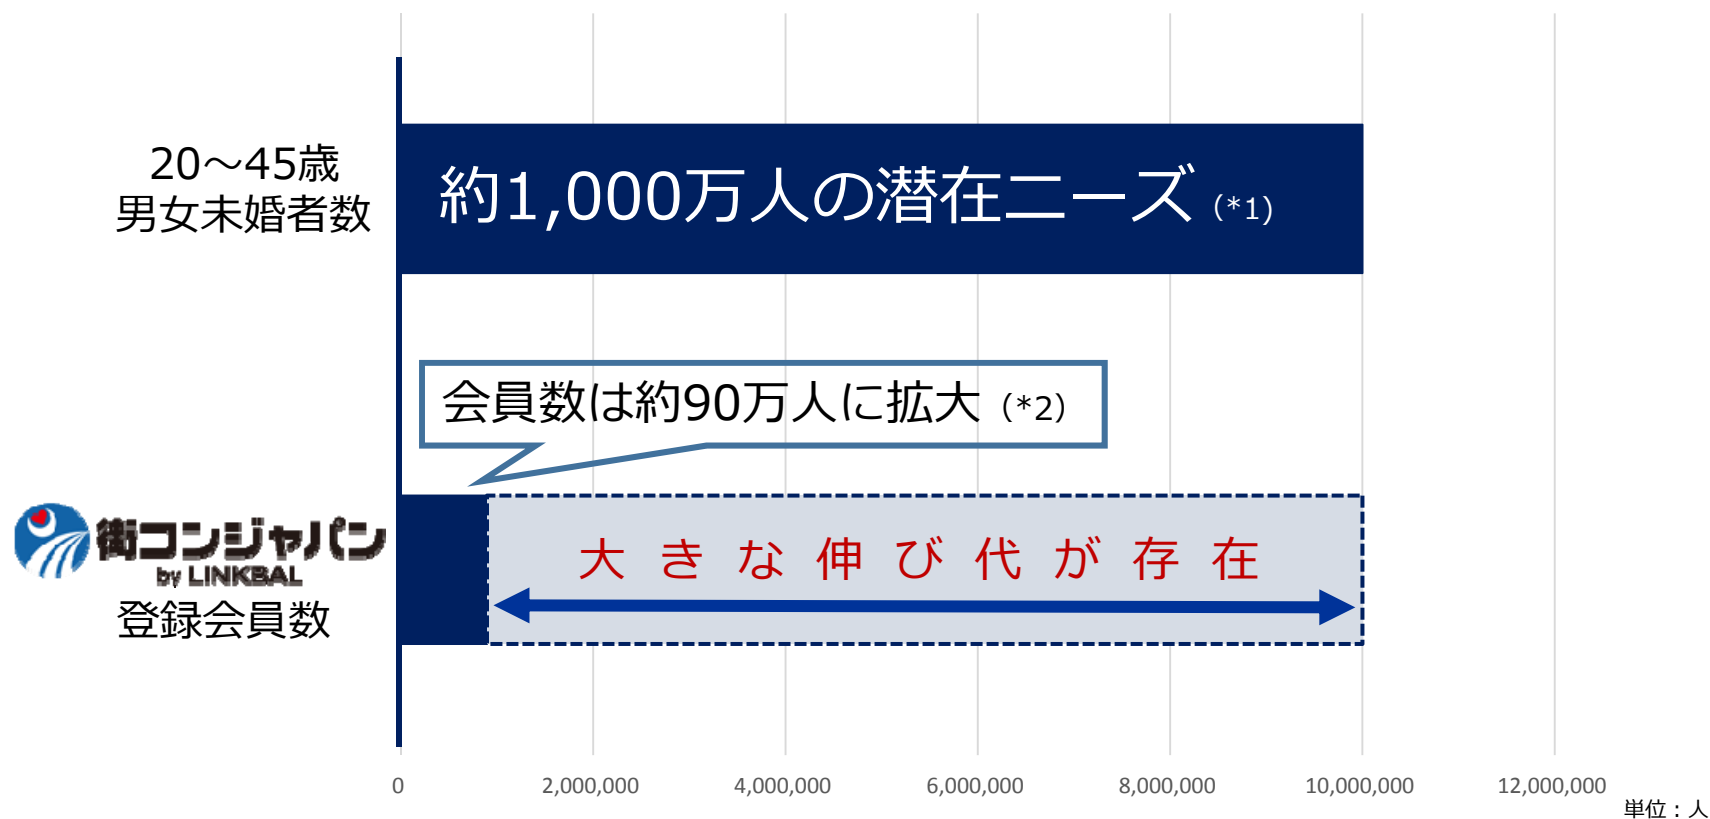 20～45歳
男女未婚者数
約1,000万人の潜在ニーズ（*1)
会員数は約90万人に拡大（*2）
街コンジャパン
by LINKBAL
登録会員数
大きな伸び代が存在
0
2,000,000
4,000,000
6,000,000
8,000,000
10,000,000
12,000,000
単位：人